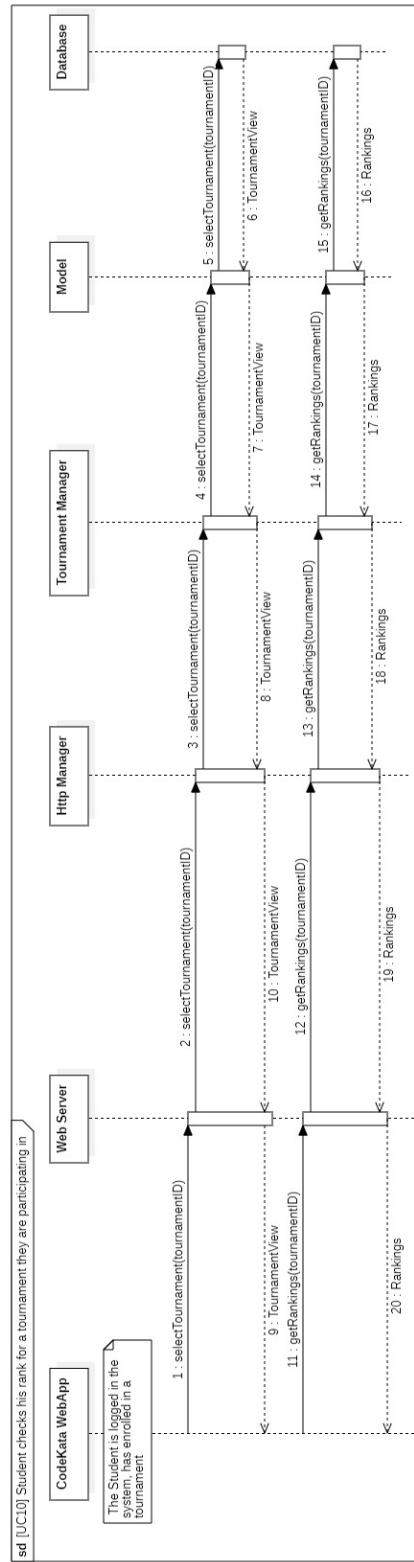 sd [UC10] Student checks his rank for a tournament they are participating in
CodeKata WebApp
Web Server
Http Manager
Tournament Manager
Model
Database
The Student is logged in the
system, has enrolled in a
tournament
1 : selectTournament(tournamentID)
2 : selectTournament(tournamentID)
3 : selectTournament(tournamentID)
4 : selectTournament(tournamentID)
5 : selectTournament(tournamentID)
6 : TournamentView
7 : TournamentView
8 : TournamentView
10 : TournamentView
9 : TournamentView
11 : getRankings(tournamentID)
12 : getRankings(tournamentID)
13 : getRankings(tournamentID)
14 : getRankings(tournamentID)
15 : getRankings(tournamentID)
16 : Rankings
17 : Rankings
18 : Rankings
19 : Rankings
20 : Rankings